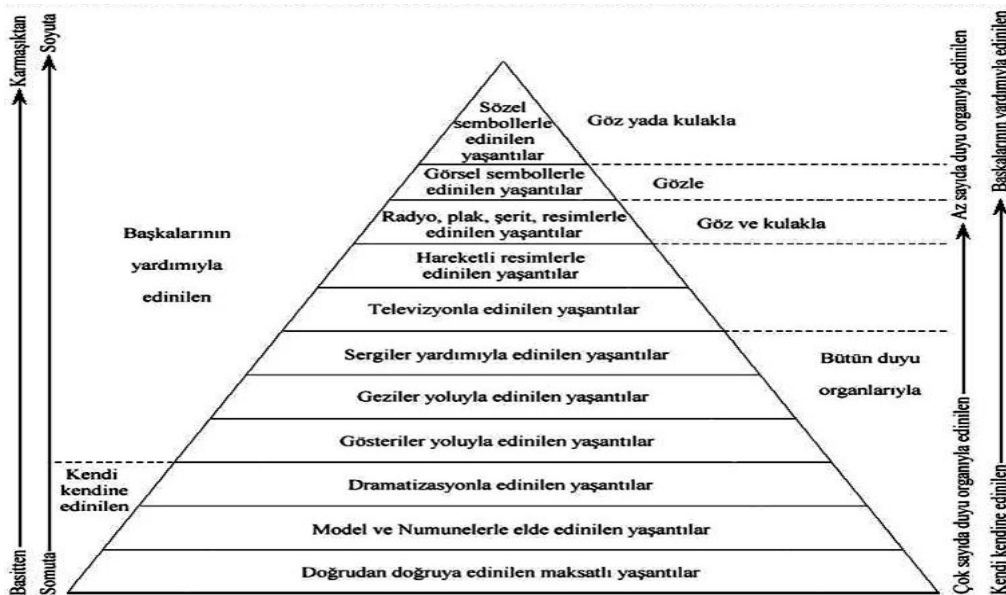 Karmaşıktan
Soyuta
Basitten
Somuta
Sözel
sembollerle
edinilen
yaşantılar
Görsel sembollerle
edinilen yaşantılar
Radyo, plak, şerit, resimlerle
edinilen yaşantılar
Hareketli resimlerle
edinilen yaşantılar
Televizyonla edinilen yaşantılar
Sergiler yardımıyla edinilen yaşantılar
Geziler yoluyla edinilen yaşantılar
Gösteriler yoluyla edinilen yaşantılar
Dramatizasyonla edinilen yaşantılar
Model ve Numunelerle elde edinilen yaşantılar
Doğrudan doğruya edinilen maksatlı yaşantılar
Başkalarının
yardımıyla
edinilen
Kendi
kendine
edinilen
Göz yada kulakla
Gözle
Göz ve kulakla
Bütün duyu
organlarıyla
Az sayıda duyu organıyla edinilen
Çok sayıda duyu organıyla edinilen
Başkalarının yardımıyla edinilen
Kendi kendine edinilen